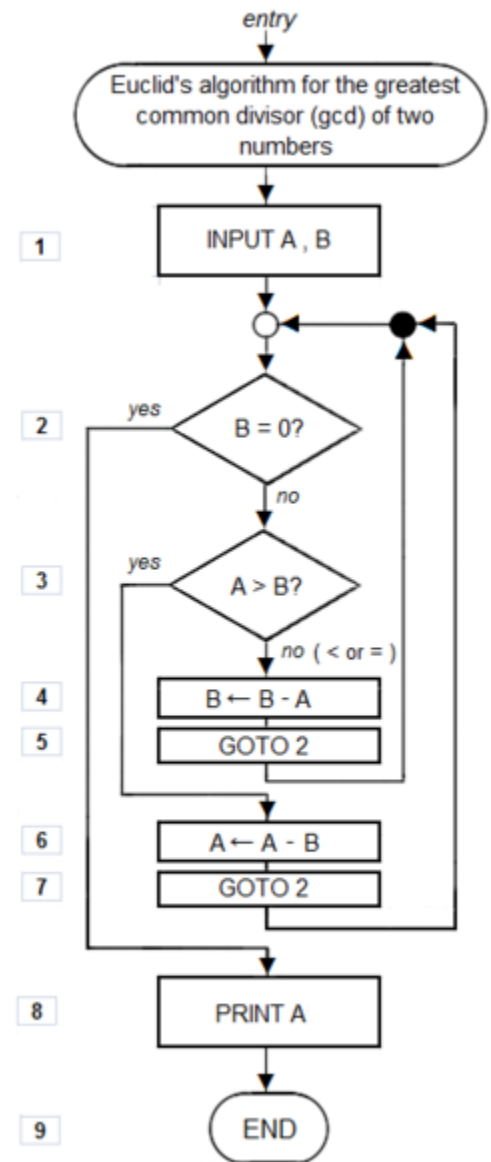 entry
Euclid's algorithm for the greatest
common divisor (gcd) of two
numbers
1
INPUT A , B
yes
2
B = 0?
no
yes
3
A > B?
no ( < or = )
4
B ← B - A
5
GOTO 2
6
A ← A - B
7
GOTO 2
8
PRINT A
9
END